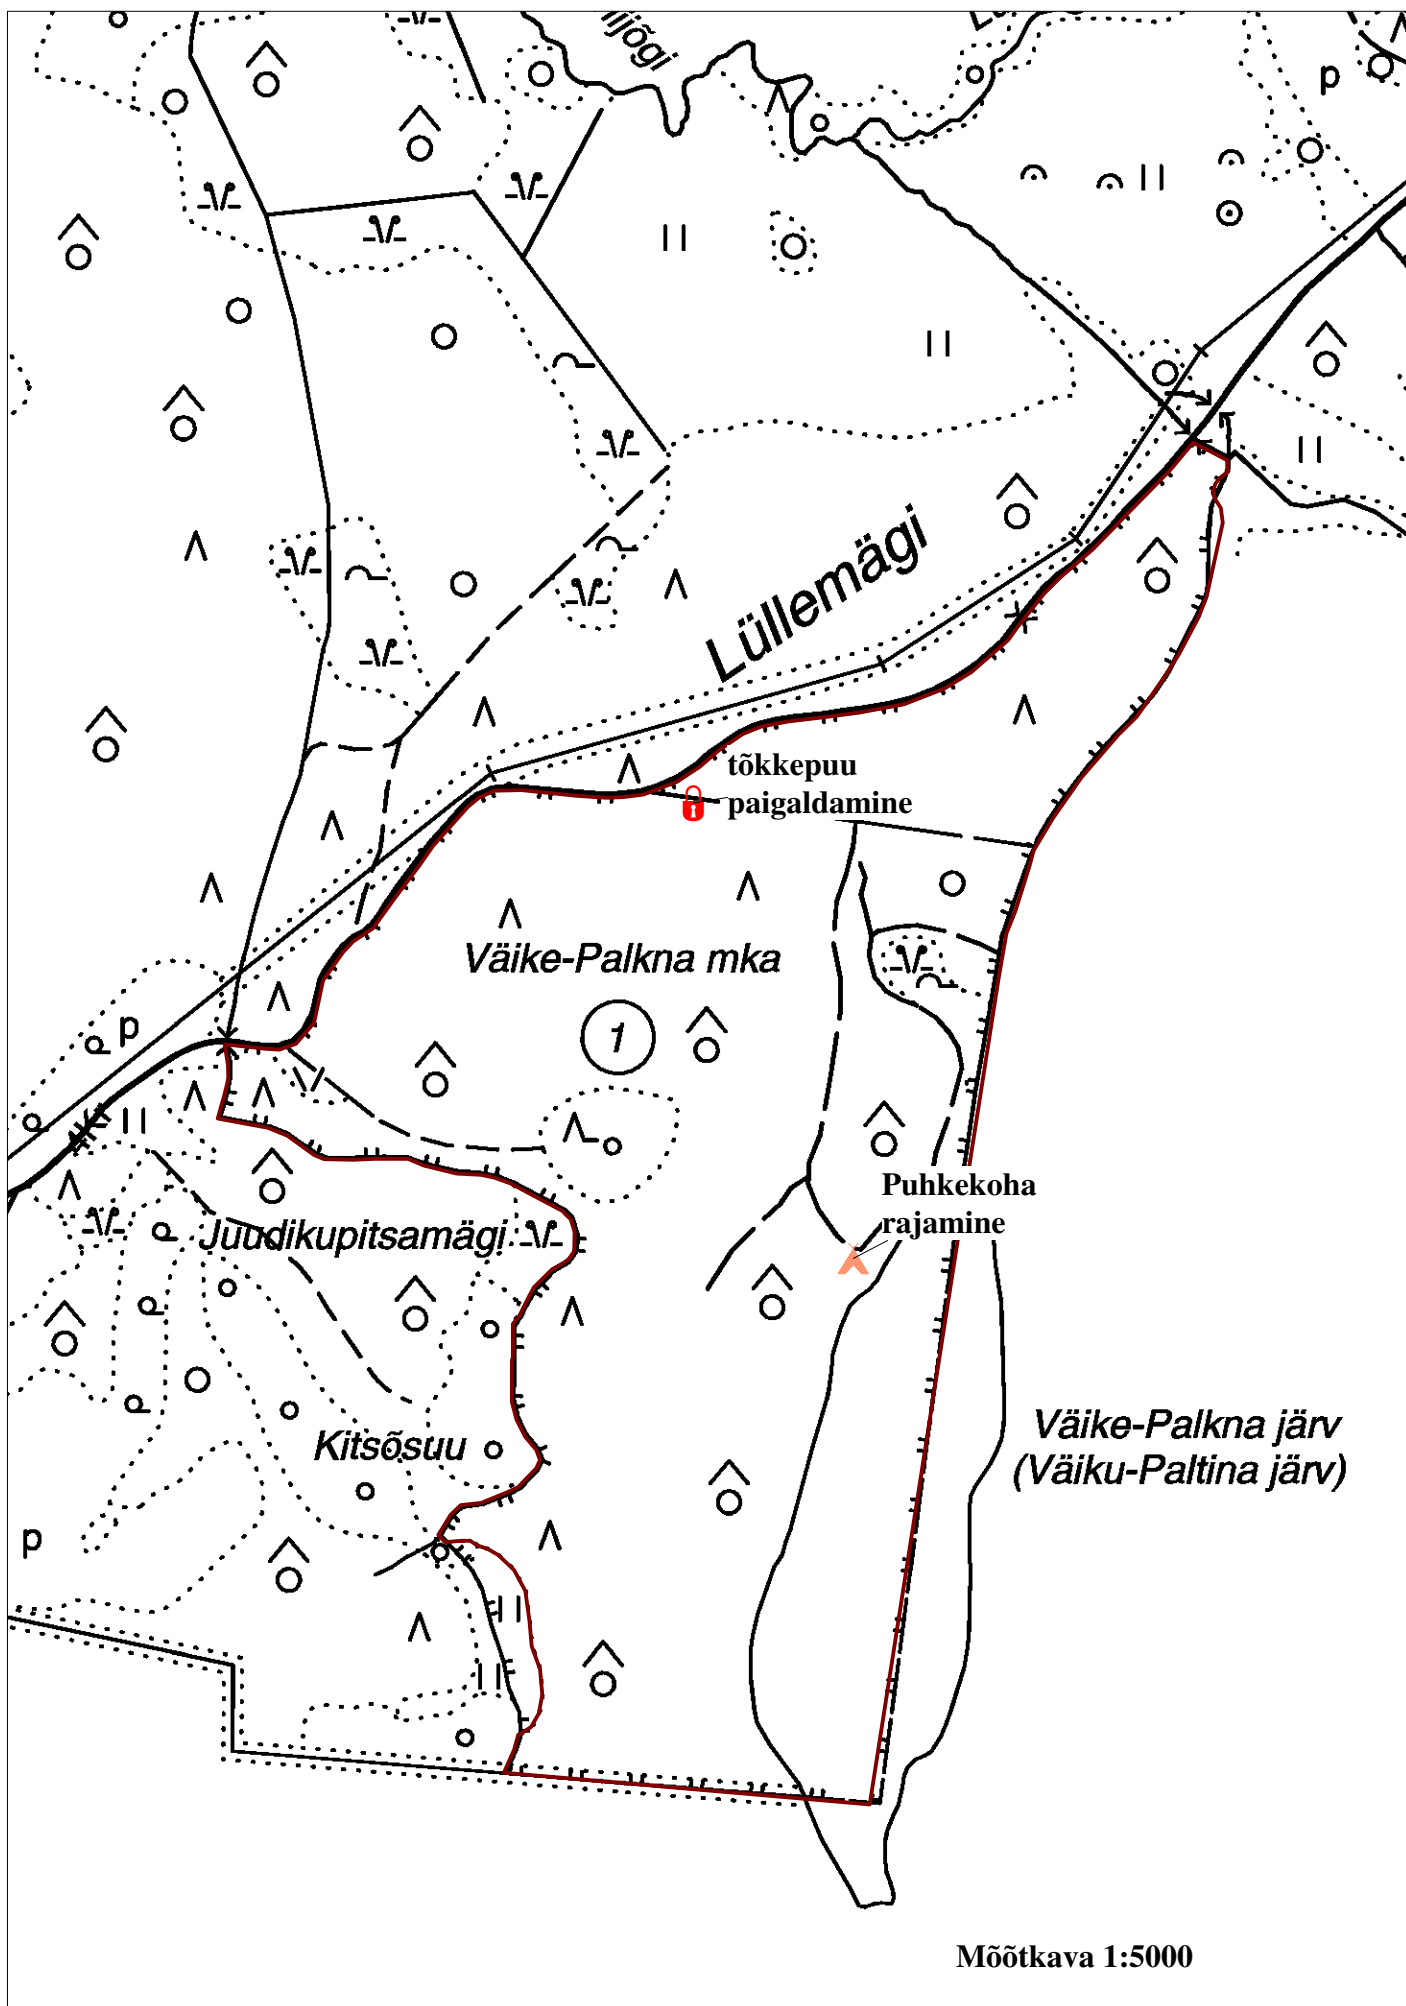 p
Lüllemägi
tõkkepuu
paigaldamine
Väike-Palkna mka
1
p
Puhkekoha
rajamine
Juudikupitsamägi
Väike-Palkna järv
(Väiku-Paltina järv)
Kitsõsuu
p
Mõõtkava 1:5000